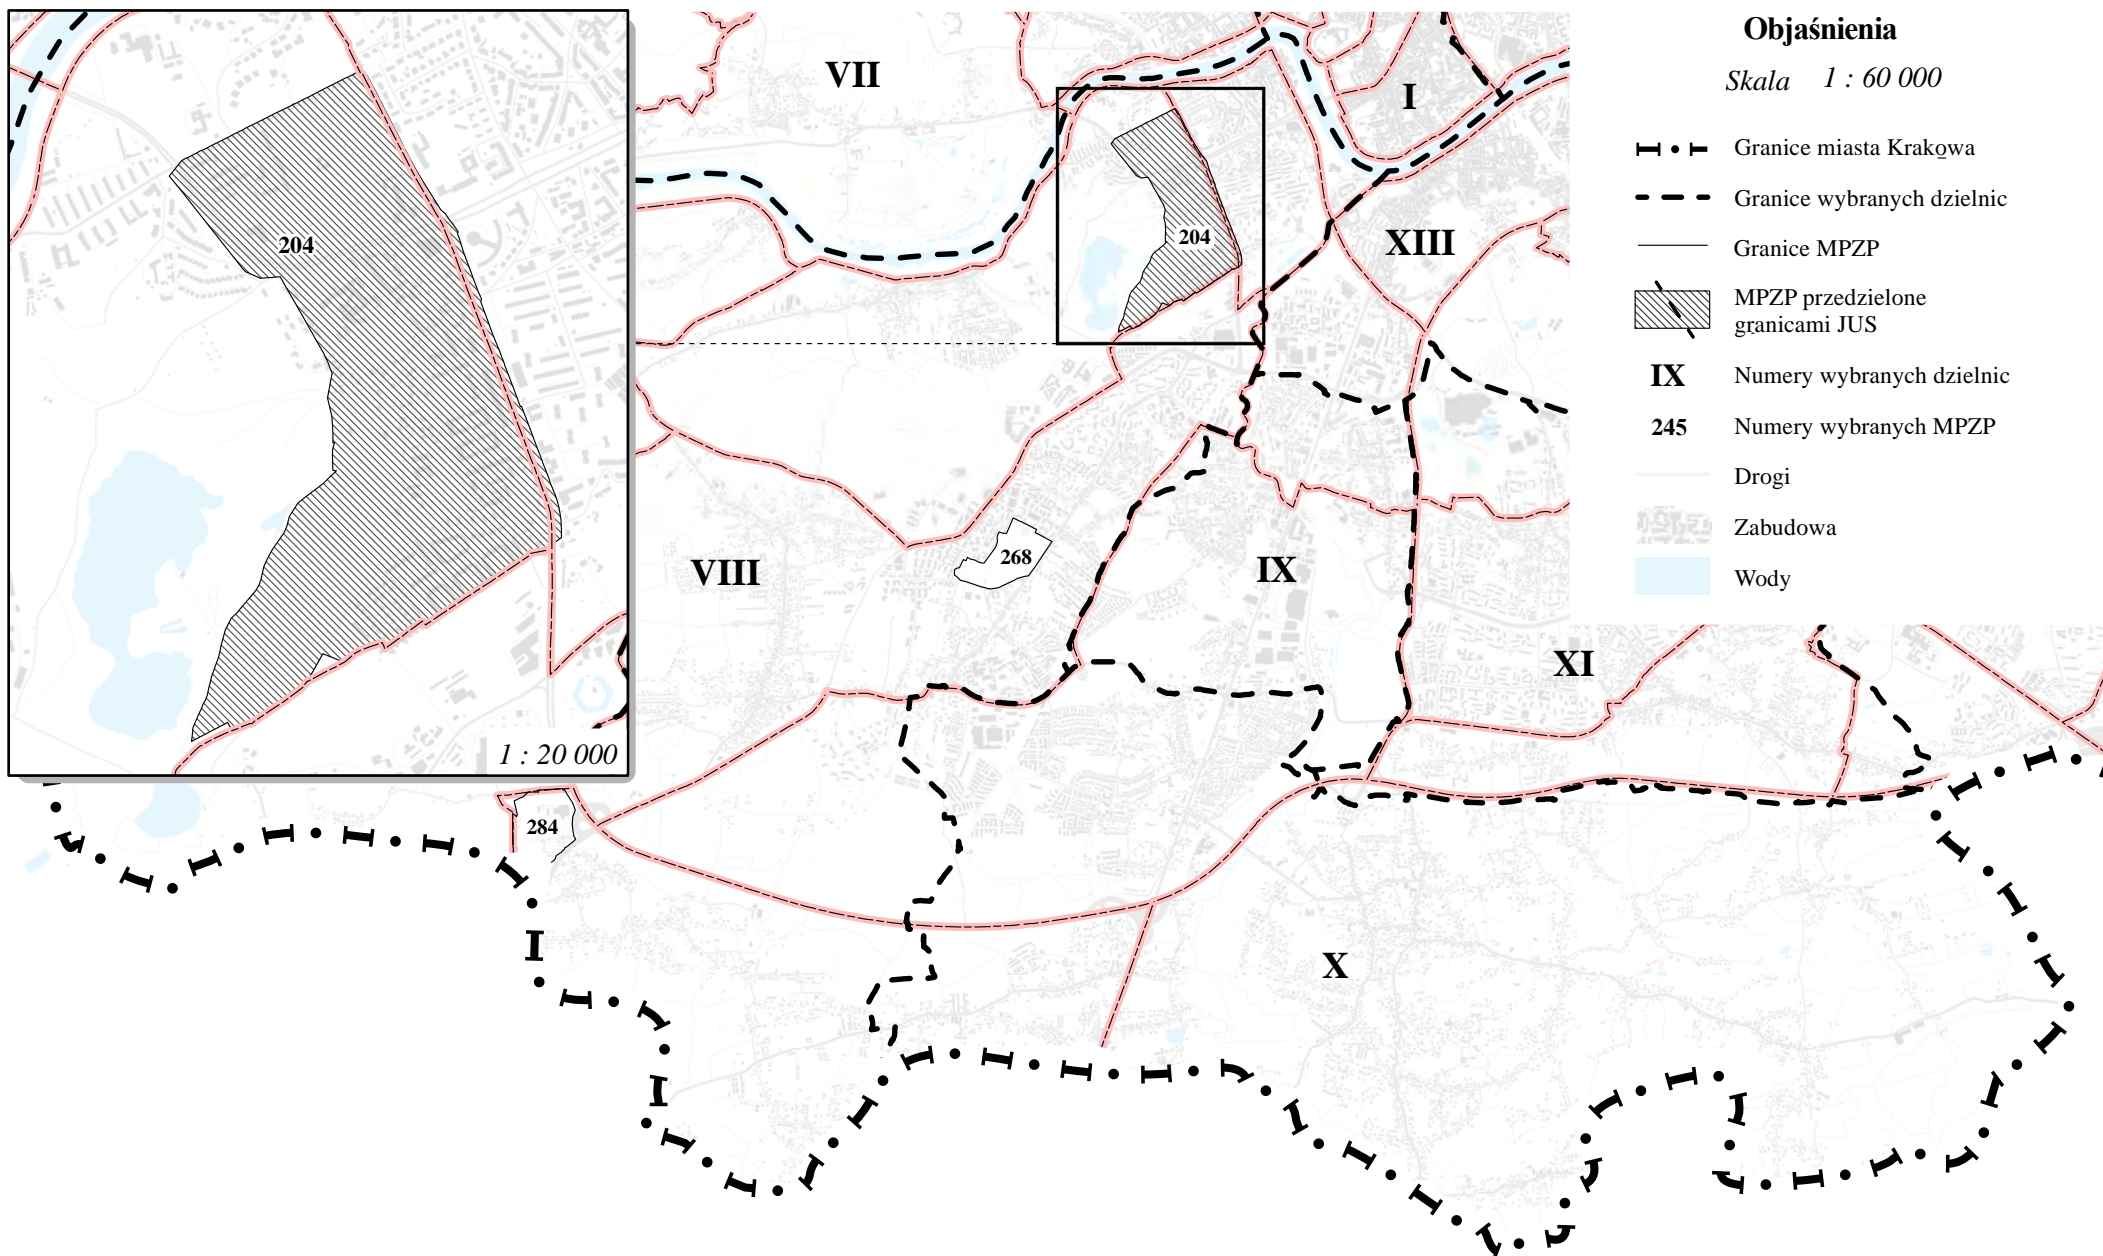 Objaśnienia
Skala 1 : 60 000
Granice miasta Krakowa
Granice wybranych dzielnic
Granice MPZP
MPZP przedzielone
granicami JUS
IX Numery wybranych dzielnic
245 Numery wybranych MPZP
Drogi
Zabudowa
Wody
204
1 : 20 000
VII
I
204
XIII
VIII
268
IX
XI
284
X